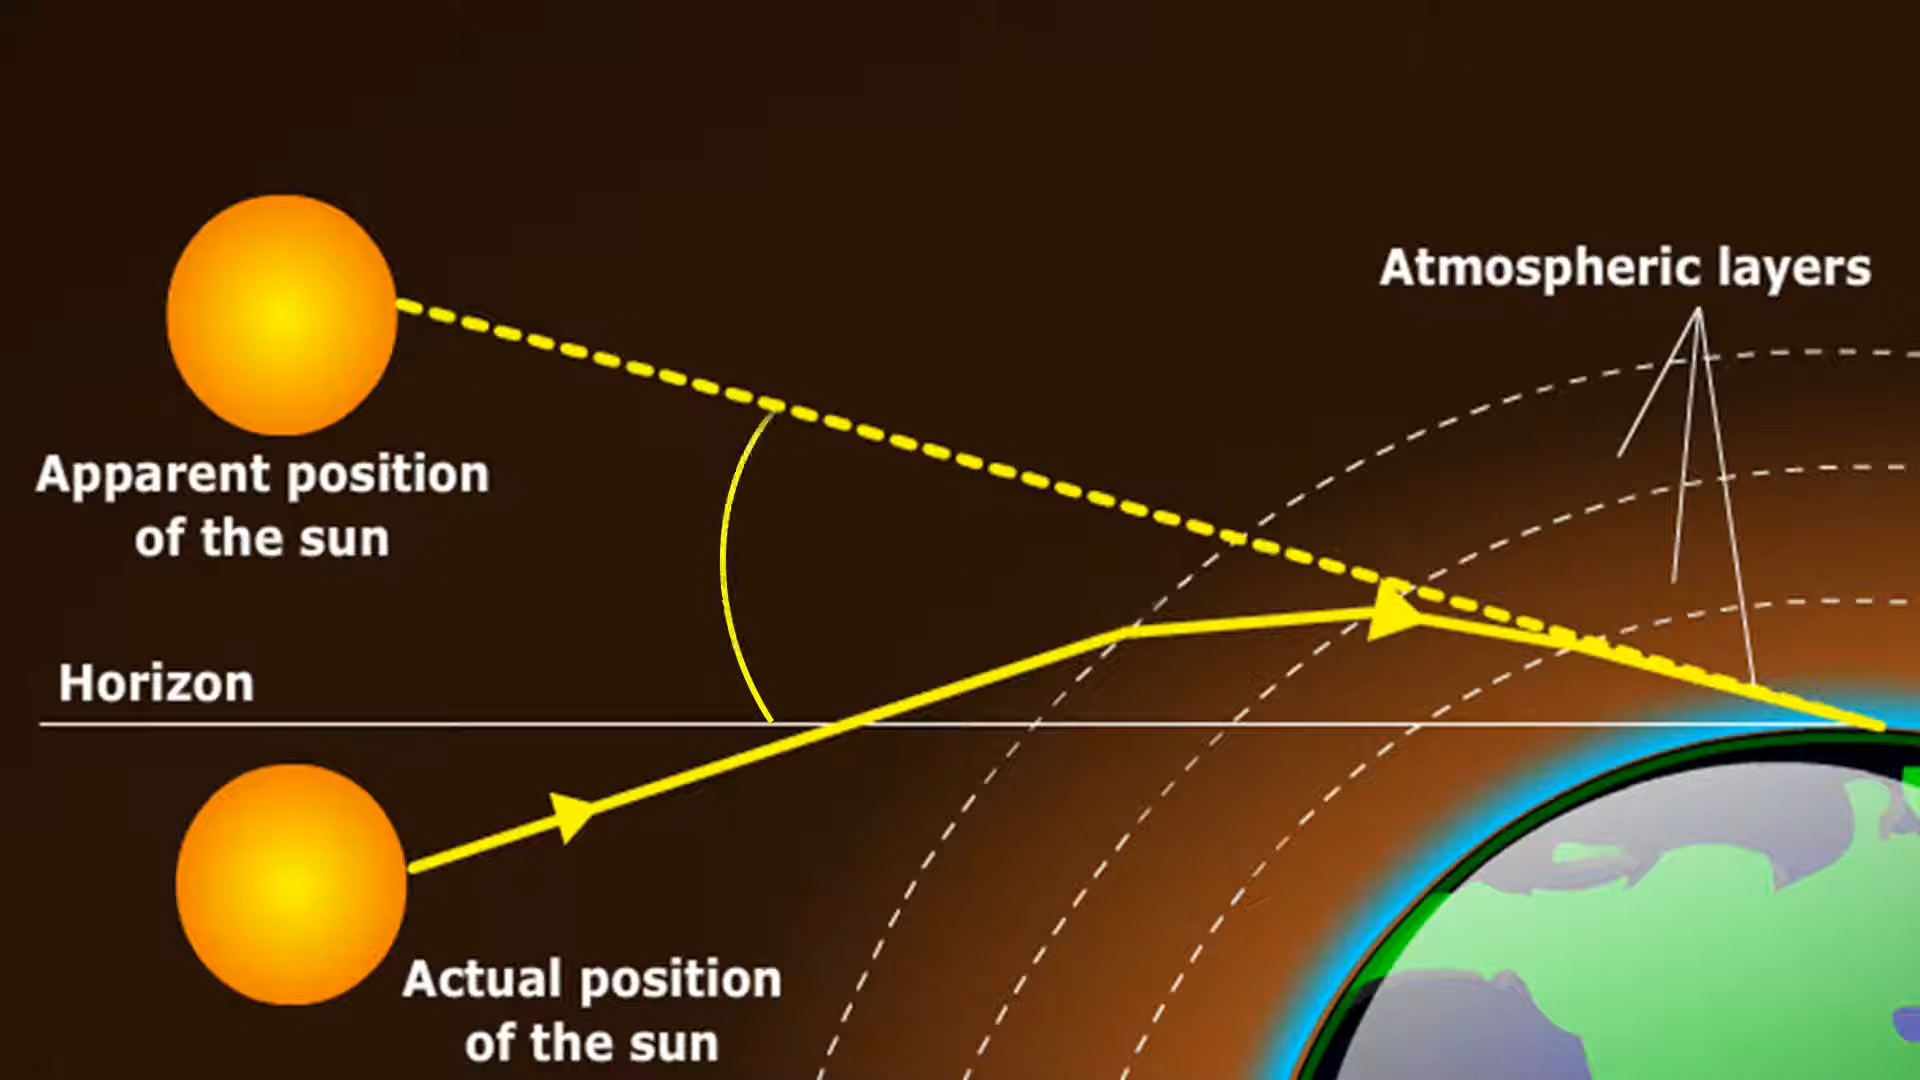 Atmospheric layers
Apparent position
of the sun
Horizon
Actual position
of the sun